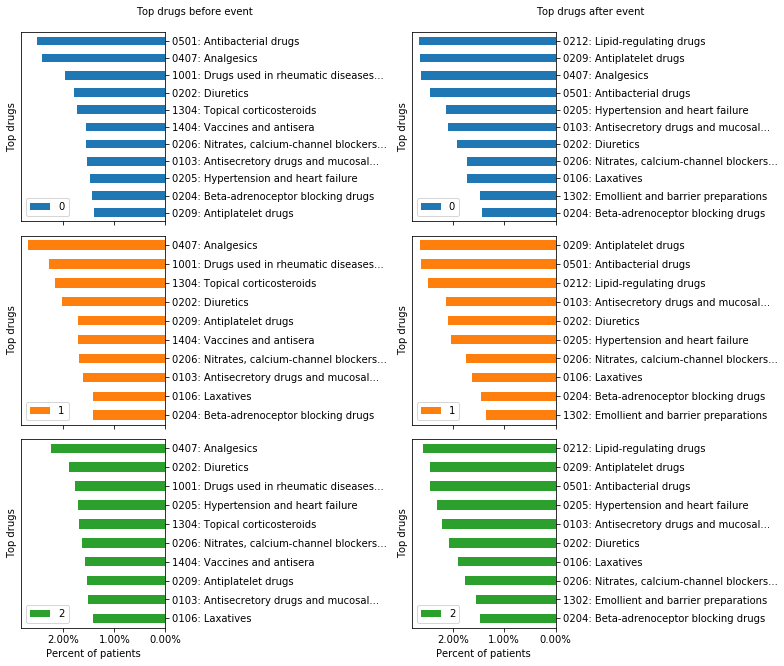 Top drugs before event
0501: Antibacterial drugs
0407: Analgesics
1001: Drugs used in rheumatic diseases...
0202: Diuretics
1304: Topical corticosteroids
1404: Vaccines and antisera
0206: Nitrates, calcium-channel blockers...
0103: Antisecretory drugs and mucosal...
0205: Hypertension and heart failure
0204: Beta-adrenoceptor blocking drugs
0209: Antiplatelet drugs
Top drugs
0
Top drugs after event
0212: Lipid-regulating drugs
0209: Antiplatelet drugs
0407: Analgesics
0501: Antibacterial drugs
0205: Hypertension and heart failure
0103: Antisecretory drugs and mucosal...
0202: Diuretics
0206: Nitrates, calcium-channel blockers...
0106: Laxatives
1302: Emollient and barrier preparations
0204: Beta-adrenoceptor blocking drugs
Top drugs
0
0407: Analgesics
1001: Drugs used in rheumatic diseases...
1304: Topical corticosteroids
0202: Diuretics
0209: Antiplatelet drugs
1404: Vaccines and antisera
0206: Nitrates, calcium-channel blockers...
0103: Antisecretory drugs and mucosal...
0106: Laxatives
0204: Beta-adrenoceptor blocking drugs
Top drugs
1
0209: Antiplatelet drugs
0501: Antibacterial drugs
0212: Lipid-regulating drugs
0103: Antisecretory drugs and mucosal...
0202: Diuretics
0205: Hypertension and heart failure
0206: Nitrates, calcium-channel blockers...
0106: Laxatives
0204: Beta-adrenoceptor blocking drugs
1302: Emollient and barrier preparations
Top drugs
1
0407: Analgesics
0202: Diuretics
1001: Drugs used in rheumatic diseases...
0205: Hypertension and heart failure
1304: Topical corticosteroids
0206: Nitrates, calcium-channel blockers...
1404: Vaccines and antisera
0209: Antiplatelet drugs
0103: Antisecretory drugs and mucosal...
0106: Laxatives
Top drugs
2
2.00% 1.00% 0.00%
Percent of patients
0212: Lipid-regulating drugs
0209: Antiplatelet drugs
0501: Antibacterial drugs
0205: Hypertension and heart failure
0103: Antisecretory drugs and mucosal...
0202: Diuretics
0106: Laxatives
0206: Nitrates, calcium-channel blockers...
1302: Emollient and barrier preparations
0204: Beta-adrenoceptor blocking drugs
Top drugs
2
2.00% 1.00% 0.00%
Percent of patients